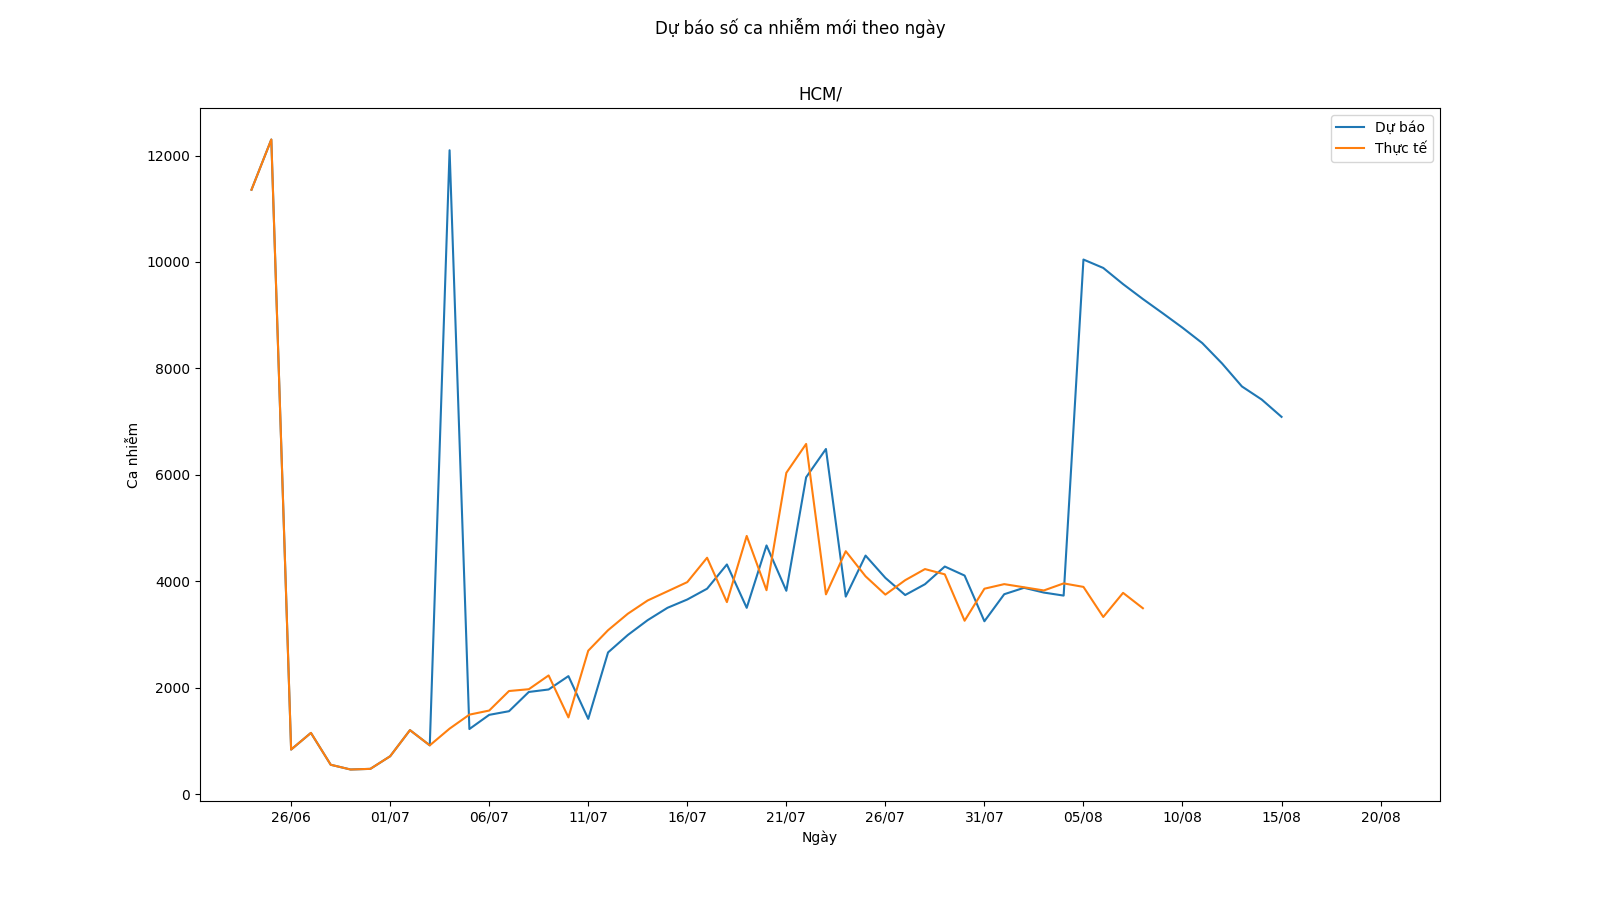 Dự báo số ca nhiễm mới theo ngày
HCM/
Dự báo
Thực tế
12000
10000
8000
6000
4000
2000
0
Ca nhiễm
26/06 01/07 06/07 11/07 16/07 21/07 26/07 31/07 05/08 10/08 15/08 20/08
Ngày